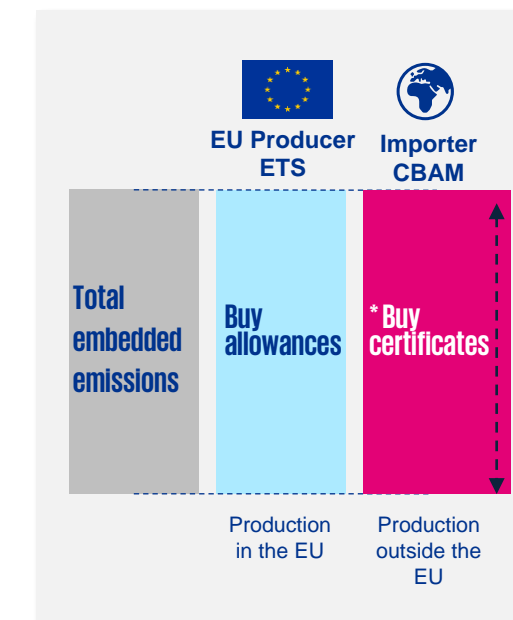 EU Producer
ETS
Importer
CBAM
Total
embedded
emissions
Buy
allowances
* Buy
certificates
Production
in the EU
Production
outside the
EU